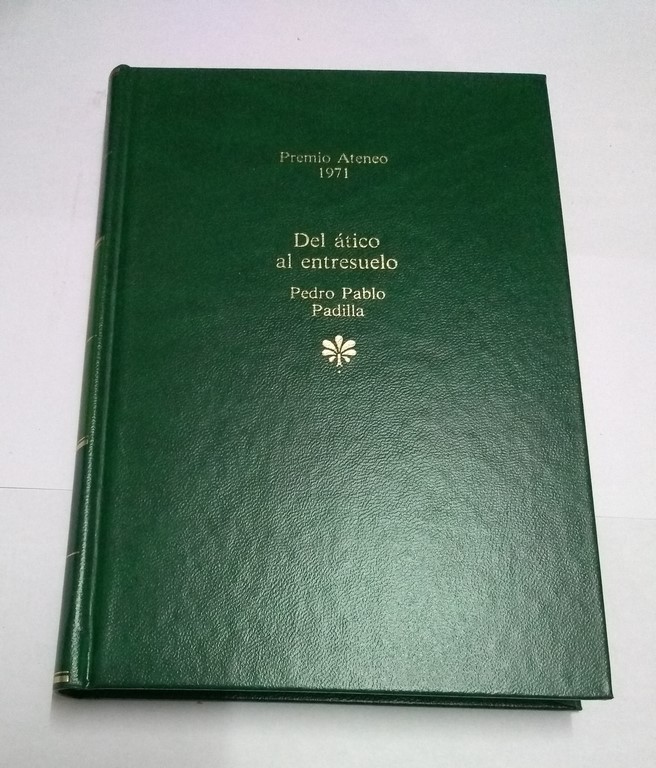 Premio Ateneo
1971
Del ático
al entresuelo
Pedro Pablo
Padilla